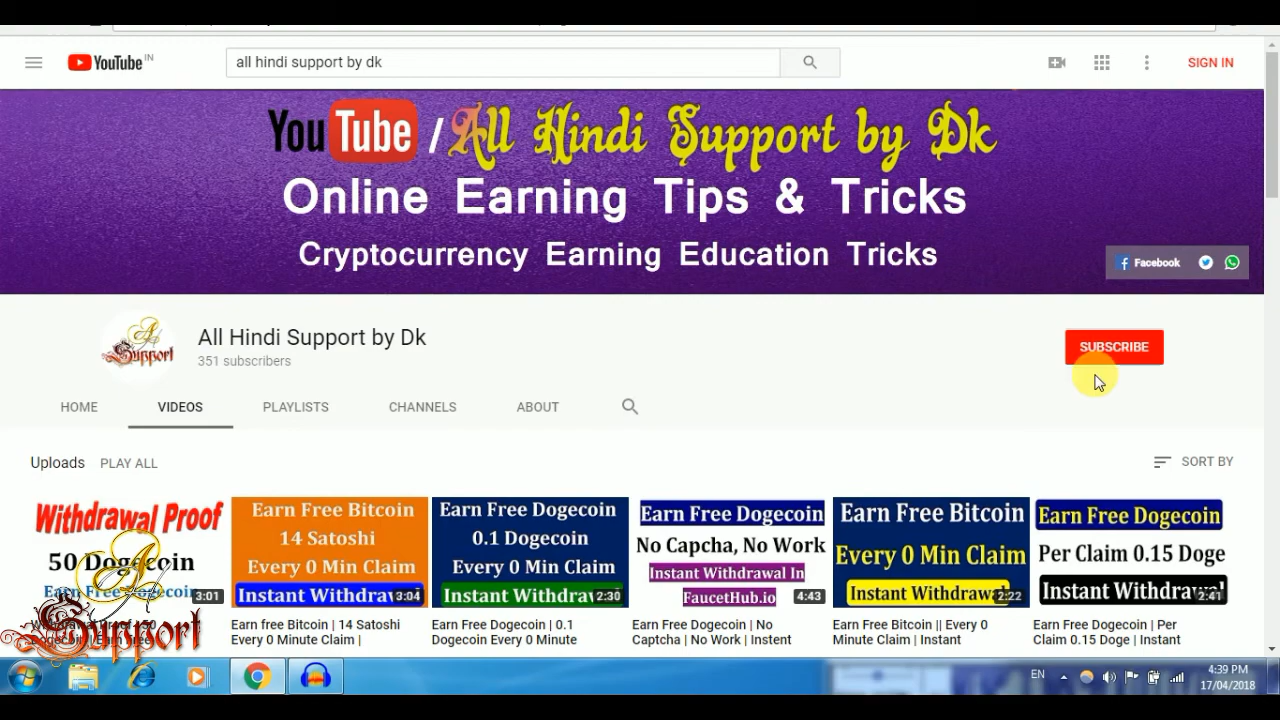 YouTube IN
all hindi support by dk
SIGN IN
YouTube / All Hindi Support by Dk
Online Earning Tips & Tricks
Cryptocurrency Earning Education Tricks
Facebook
A
Support
All Hindi Support by Dk
351 subscribers
SUBSCRIBE
HOME VIDEOS PLAYLISTS CHANNELS ABOUT
Uploads PLAY ALL
SORT BY
Withdrawal Proof
50 Dogecoin
Earn Free Dogecoin
3:01
Earn Free Bitcoin
14 Satoshi
Every 0 Min Claim
Instant Withdraw
3:04
Earn free Bitcoin | 14 Satoshi
Every 0 Minute Claim |
Earn Free Dogecoin
0.1 Dogecoin
Every 0 Min Claim
Instant Withdraw
2:30
Earn Free Dogecoin | 0.1
Dogecoin Every 0 Minute
Earn Free Dogecoin
No Capcha, No Work
Instant Withdrawal In
FaucetHub.io
4:43
Earn Free Dogecoin | No
Captcha | No Work | Instent
Earn Free Bitcoin
Every 0 Min Claim
Instant Withdrawal
2:22
Earn Free Bitcoin || Every 0
Minute Claim | Instant
Earn Free Dogecoin
Per Claim 0.15 Doge
Instant Withdrawal
2:41
Earn Free Dogecoin | Per
Claim 0.15 Doge | Instant
A
Support
EN
4:39 PM
17/04/2018